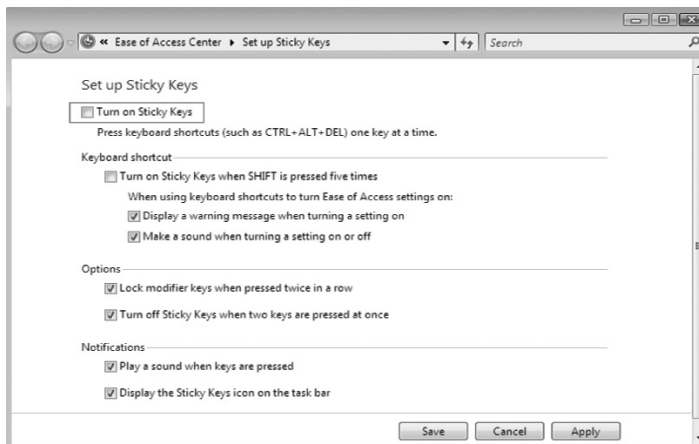 « Ease of Access Center ▸ Set up Sticky Keys Search
Set up Sticky Keys
Turn on Sticky Keys
Press keyboard shortcuts (such as CTRL+ALT+DEL) one key at a time.
Keyboard shortcut
Turn on Sticky Keys when SHIFT is pressed five times
When using keyboard shortcuts to turn Ease of Access settings on:
Display a warning message when turning a setting on
Make a sound when turning a setting on or off
Options
Lock modifier keys when pressed twice in a row
Turn off Sticky Keys when two keys are pressed at once
Notifications
Play a sound when keys are pressed
Display the Sticky Keys icon on the task bar
Save Cancel Apply